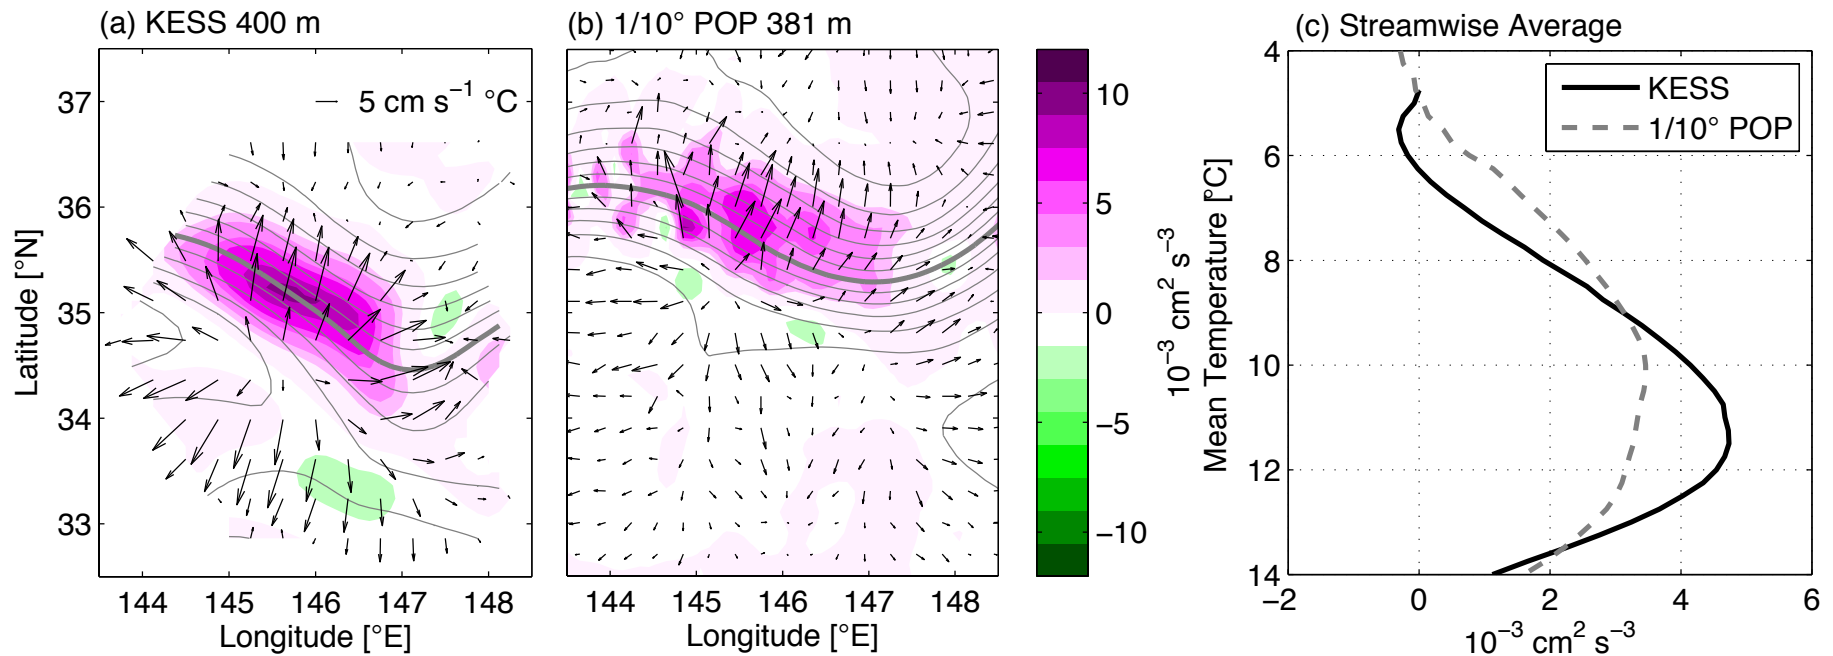 (a) KESS 400 m
5 cm s⁻¹ °C
37
36
35
34
33
Latitude [°N]
144 145 146 147 148
Longitude [°E]
(b) 1/10° POP 381 m
144 145 146 147 148
Longitude [°E]
10
5
0
−5
−10
10⁻³ cm² s⁻³
(c) Streamwise Average
KESS
1/10° POP
4
6
8
10
12
14
Mean Temperature [°C]
−2 0 2 4 6
10⁻³ cm² s⁻³